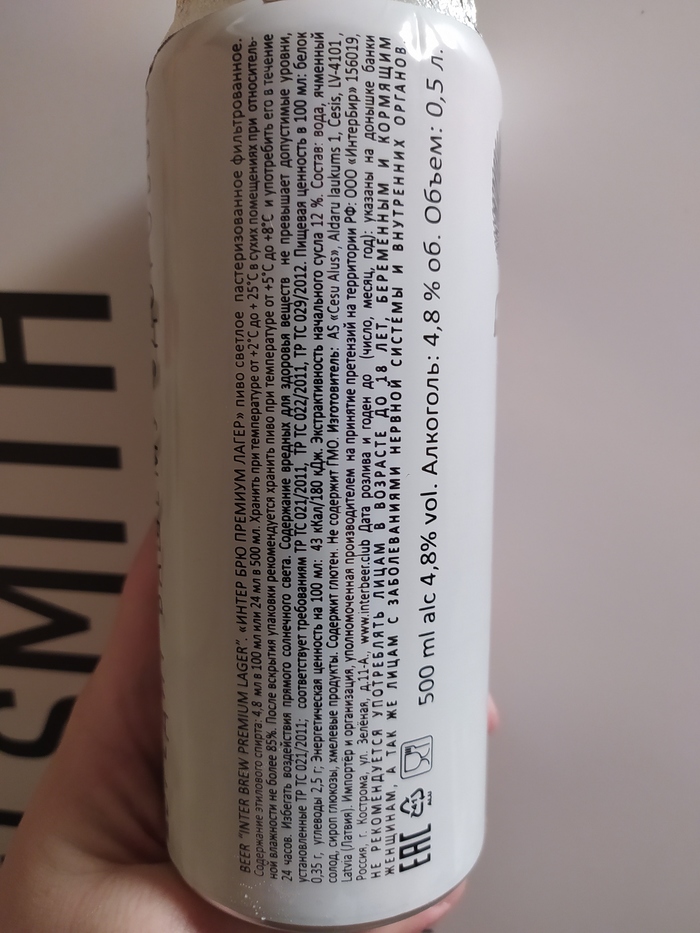 BEER "INTER BREW PREMIUM LAGER". «ИНТЕР БРЮ ПРЕМИУМ ЛАГЕР» пиво светлое пастеризованное фильтрованное.
Содержание этилового спирта: 4,8 мл в 100 мл или 24 мл в 500 мл. Хранить при температуре от +2°C до + 25°C в сухих помещениях при относитель-
ной влажности не более 85%. После вскрытия упаковки рекомендуется хранить пиво при температуре от +5°C до +8°C и употребить его в течение
24 часов. Избегать воздействия прямого солнечного света. Содержание вредных для здоровья веществ не превышает допустимые уровни,
установленные ТР ТС 021/2011; соответствует требованиям ТР ТС 021/2011, ТР ТС 022/2011, ТР ТС 029/2012. Пищевая ценность в 100 мл: белок
0,35 г, углеводы 2,5 г; Энергетическая ценность на 100 мл: 43 кКал/180 кДж. Экстрактивность начального сусла 12 %. Состав: вода, ячменный
солод, сироп глюкозы, хмелевые продукты. Содержит глютен. Не содержит ГМО. Изготовитель: AS «Cesu Alus», Aldaru laukums 1, Cesis, LV-4101,
Latvia (Латвия). Импортёр и организация, уполномоченная производителем на принятие претензий на территории РФ: ООО «ИнтерБир» 156019,
Россия, г. Кострома, ул. Зелёная, д.11-А., www.interbeer.club Дата розлива и годен до (число, месяц, год): указаны на донышке банки
НЕ РЕКОМЕНДУЕТСЯ УПОТРЕБЛЯТЬ ЛИЦАМ В ВОЗРАСТЕ ДО 18 ЛЕТ, БЕРЕМЕННЫМ И КОРМЯЩИМ
ЖЕНЩИНАМ, А ТАК ЖЕ ЛИЦАМ С ЗАБОЛЕВАНИЯМИ НЕРВНОЙ СИСТЕМЫ И ВНУТРЕННИХ ОРГАНОВ.
EAC 41 ALU 500 ml alc 4,8% vol. Алкоголь: 4,8 % об. Объем: 0,5 л.
SMITH